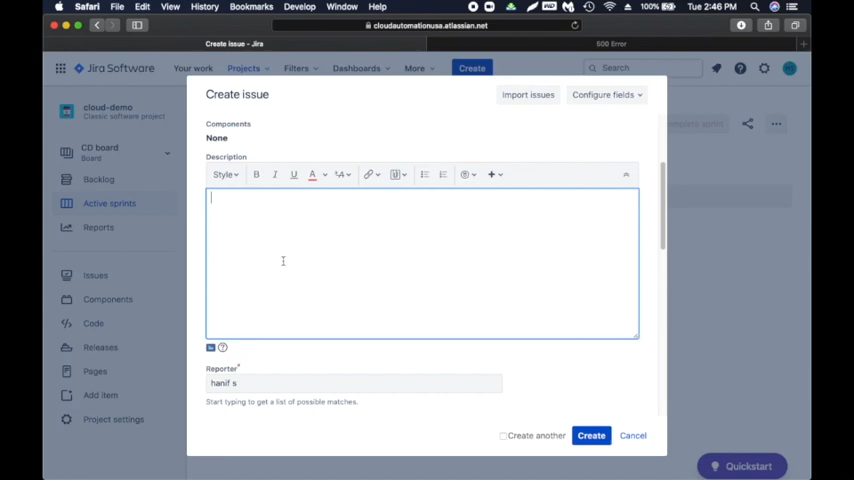 Safari File Edit View History Bookmarks Develop Window Help 100% Tue 2:46 PM
cloudautomationusa.atlassian.net
Create issue - Jira 600 Error
Jira Software Your work Projects Filters Dashboards More Create Search
Create issue Import issues Configure fields
cloud-demo
Classic software project
CD board
Board
Backlog
Active sprints
Reports
Issues
Components
Code
Releases
Pages
Add item
Project settings
Components
None
Description
Style B I U A
Reporter*
hanif s
Start typing to get a list of possible matches.
Create another Create Cancel
Quickstart